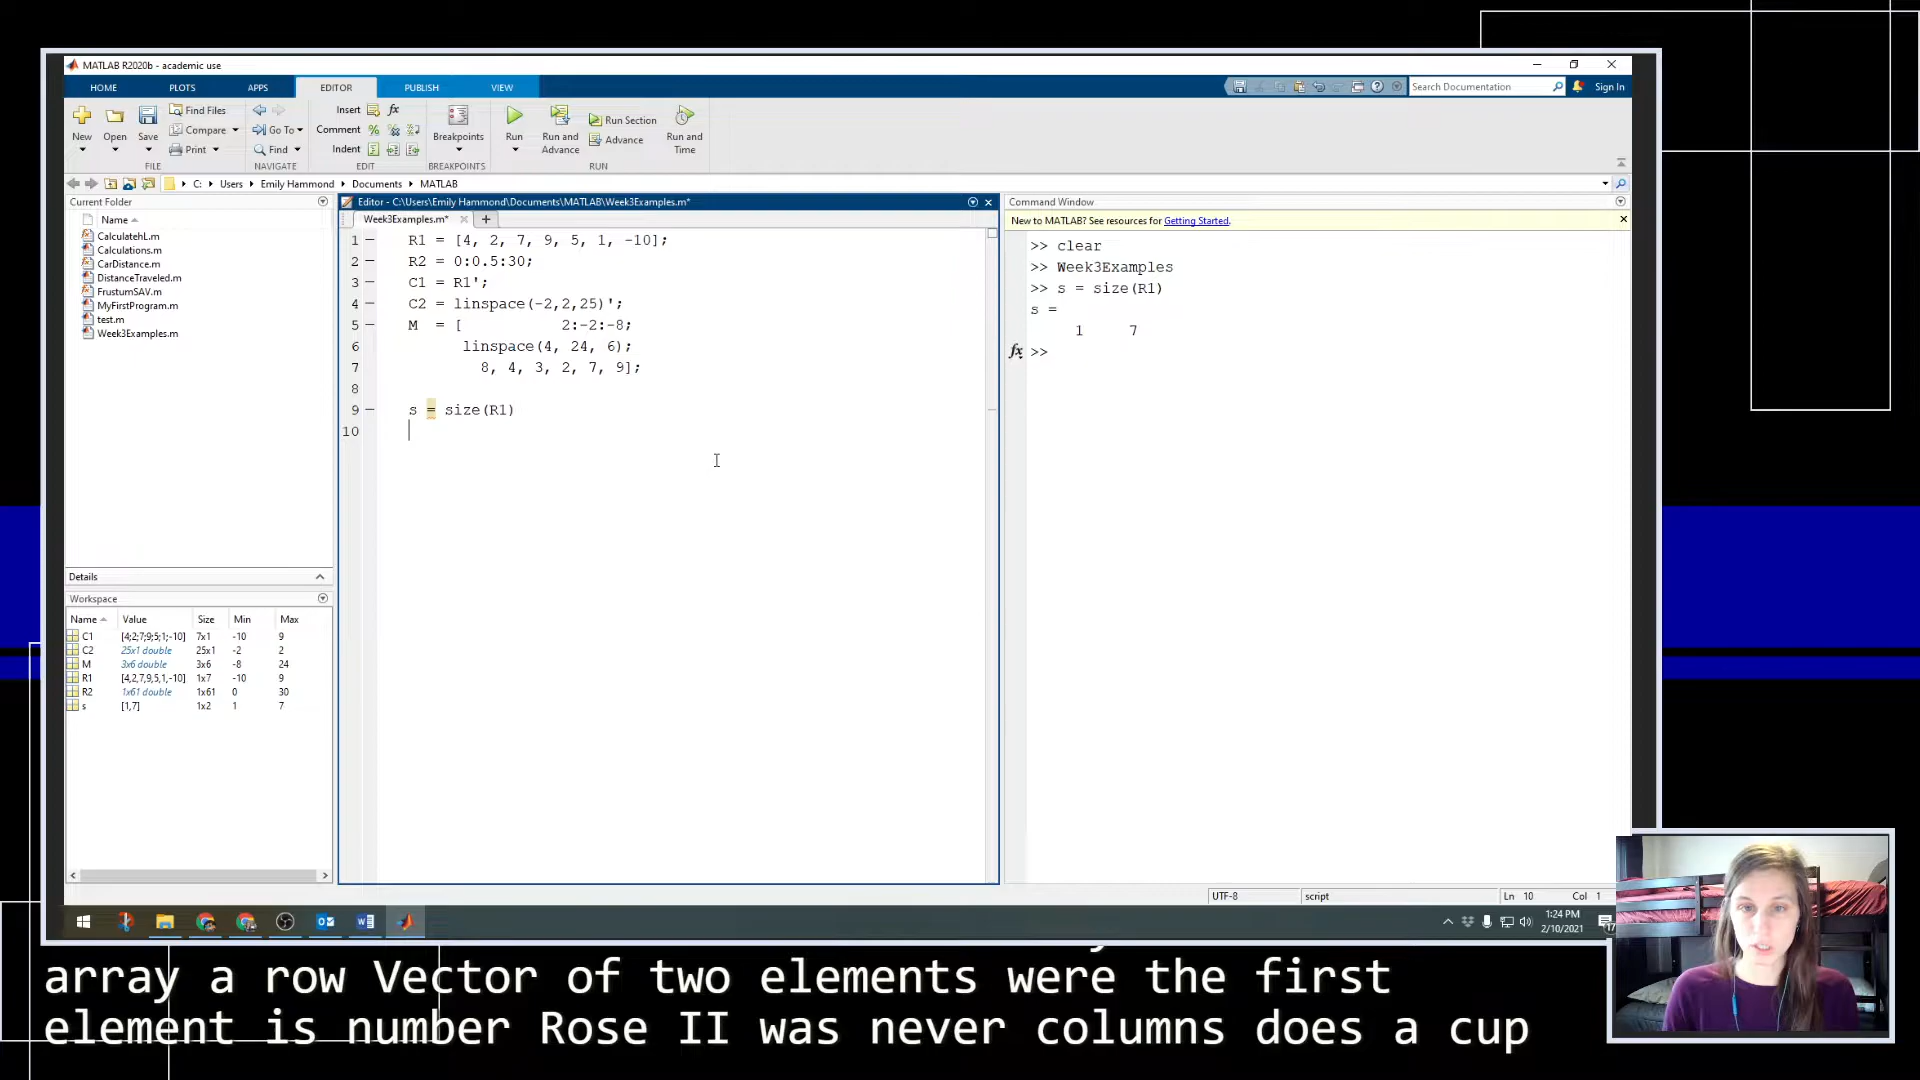 MATLAB R2020b - academic use
HOME PLOTS APPS EDITOR PUBLISH VIEW
Search Documentation Sign In
New Open Save Find Files Compare Print Go To Find
Insert fx Comment Indent
Breakpoints Run Run and Advance Run Section Advance Run and Time
FILE NAVIGATE EDIT BREAKPOINTS RUN
C: Users Emily Hammond Documents MATLAB
Current Folder
Name
CalculatehL.m
Calculations.m
CarDistance.m
DistanceTraveled.m
FrustumSAV.m
MyFirstProgram.m
test.m
Week3Examples.m
Details
Workspace
Name Value Size Min Max
C1 [4;2;7;9;5;1;-10] 7x1 -10 9
C2 25x1 double 25x1 -2 2
M 3x6 double 3x6 -8 24
R1 [4,2,7,9,5,1,-10] 1x7 -10 9
R2 1x61 double 1x61 0 30
s [1,7] 1x2 1 7
Editor - C:\Users\Emily Hammond\Documents\MATLAB\Week3Examples.m*
Week3Examples.m*
1 R1 = [4, 2, 7, 9, 5, 1, -10];
2 R2 = 0:0.5:30;
3 C1 = R1';
4 C2 = linspace(-2,2,25)';
5 M = [ 2:-2:-8;
6 linspace(4, 24, 6);
7 8, 4, 3, 2, 7, 9];
8
9 s = size(R1)
10
Command Window
New to MATLAB? See resources for Getting Started.
>> clear
>> Week3Examples
>> s = size(R1)
s =
1 7
fx >>
UTF-8 script Ln 10 Col 1
1:24 PM
2/10/2021
array a row Vector of two elements were the first
element is number Rose II was never columns does a cup